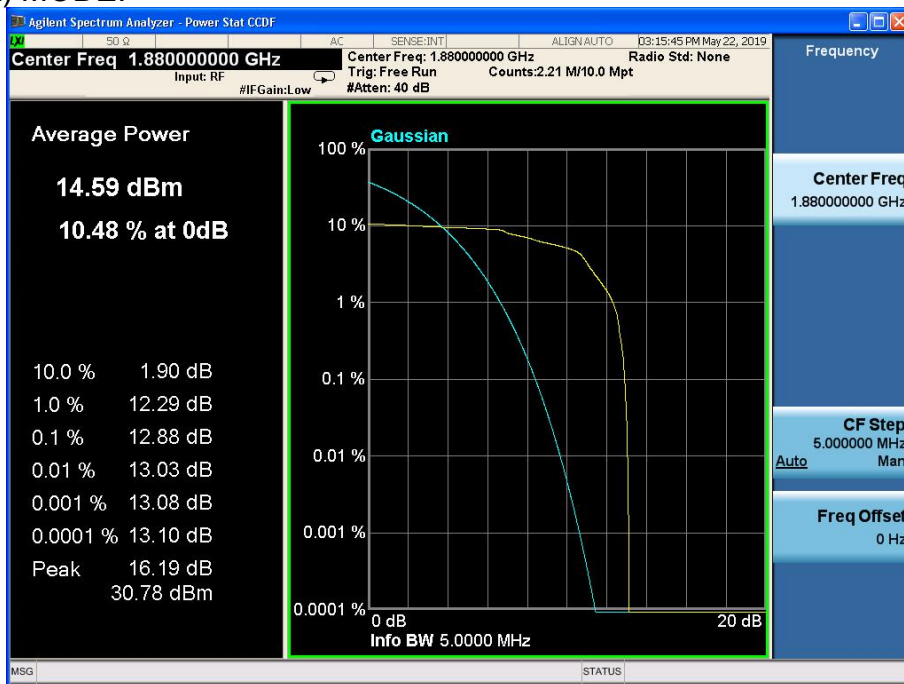 ) MODE:
Agilent Spectrum Analyzer - Power Stat CCDF
LXI 50 Ω AC SENSE:INT ALIGN AUTO 03:15:45 PM May 22, 2019
Center Freq 1.880000000 GHz
Input: RF
#IFGain:Low
Center Freq: 1.880000000 GHz
Radio Std: None
Trig: Free Run
Counts:2.21 M/10.0 Mpt
#Atten: 40 dB
Average Power
14.59 dBm
10.48 % at 0dB
10.0 % 1.90 dB
1.0 % 12.29 dB
0.1 % 12.88 dB
0.01 % 13.03 dB
0.001 % 13.08 dB
0.0001 % 13.10 dB
Peak 16.19 dB
30.78 dBm
Gaussian
100 %
10 %
1 %
0.1 %
0.01 %
0.001 %
0.0001 %
0 dB
20 dB
Info BW 5.0000 MHz
Frequency
Center Freq
1.880000000 GHz
CF Step
5.000000 MHz
Auto Man
Freq Offset
0 Hz
MSG
STATUS